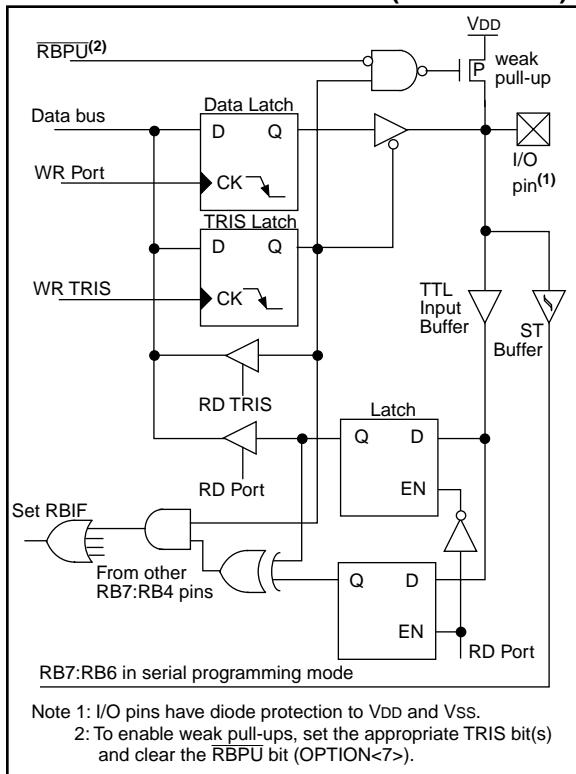 VDD
RBPU(2)
P
weak
pull-up
Data Latch
Data bus
D
Q
I/O
pin(1)
WR Port
CK
TRIS Latch
D
Q
WR TRIS
CK
TTL
Input
Buffer
ST
Buffer
RD TRIS
Latch
Q
D
RD Port
EN
Set RBIF
From other
RB7:RB4 pins
Q
D
EN
RD Port
RB7:RB6 in serial programming mode
Note 1: I/O pins have diode protection to VDD and VSS.
2: To enable weak pull-ups, set the appropriate TRIS bit(s)
and clear the RBPU bit (OPTION<7>).